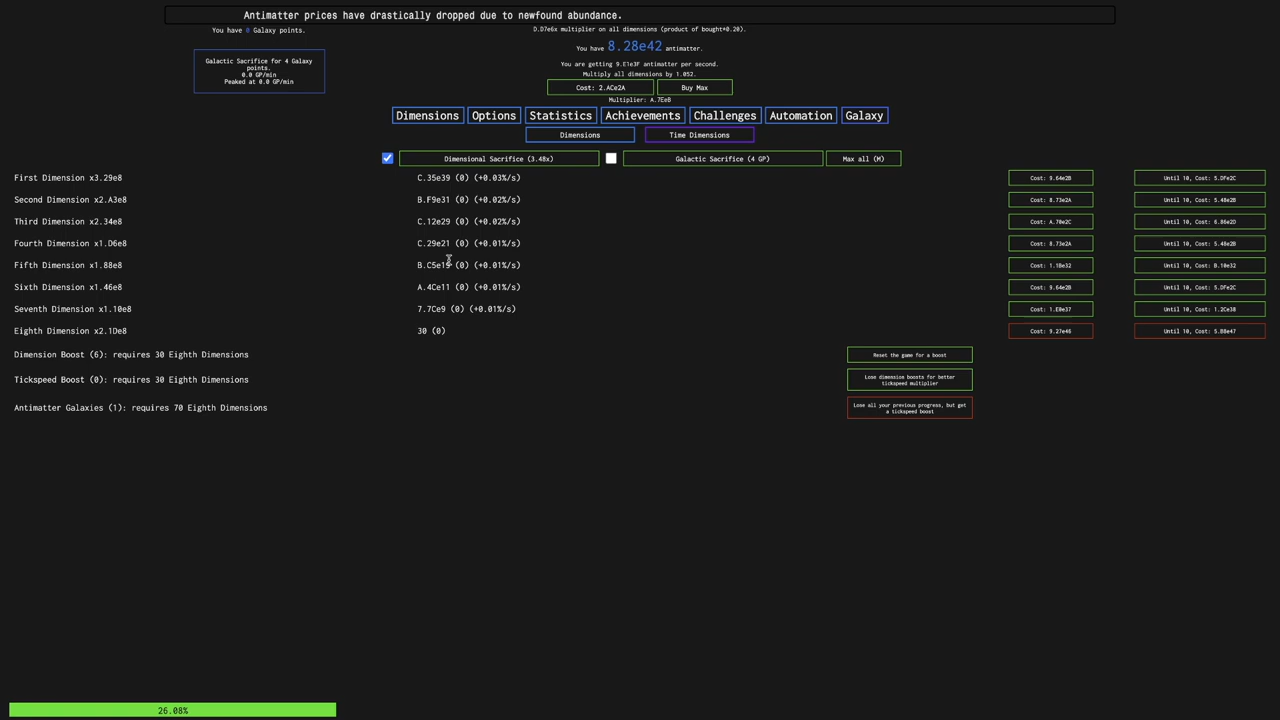 Antimatter prices have drastically dropped due to newfound abundance.
You have 0 Galaxy points.
D.D7e6x multiplier on all dimensions (product of bought*0.20).
You have 8.28e42 antimatter.
Galactic Sacrifice for 4 Galaxy
points.
0.0 GP/min
Peaked at 0.0 GP/min
You are getting 9.E1e3F antimatter per second.
Multiply all dimensions by 1.052.
Cost: 2.ACe2A Buy Max
Multiplier: A.7EeB
Dimensions Options Statistics Achievements Challenges Automation Galaxy
Dimensions Time Dimensions
Dimensional Sacrifice (3.48x) Galactic Sacrifice (4 GP) Max all (M)
First Dimension x3.29e8 C.35e39 (0) (+0.03%/s) Cost: 9.64e2B Until 10, Cost: 5.DFe2C
Second Dimension x2.A3e8 B.F9e31 (0) (+0.02%/s) Cost: 8.73e2A Until 10, Cost: 5.48e2B
Third Dimension x2.34e8 C.12e29 (0) (+0.02%/s) Cost: A.78e2C Until 10, Cost: 6.86e2D
Fourth Dimension x1.D6e8 C.29e21 (0) (+0.01%/s) Cost: 8.73e2A Until 10, Cost: 5.48e2B
Fifth Dimension x1.88e8 B.C5e19 (0) (+0.01%/s) Cost: 1.1Be32 Until 10, Cost: B.10e32
Sixth Dimension x1.46e8 A.4Ce11 (0) (+0.01%/s) Cost: 9.64e2B Until 10, Cost: 5.DFe2C
Seventh Dimension x1.10e8 7.7Ce9 (0) (+0.01%/s) Cost: 1.E0e37 Until 10, Cost: 1.2Ce38
Eighth Dimension x2.1De8 30 (0) Cost: 9.27e46 Until 10, Cost: 5.B8e47
Dimension Boost (6): requires 30 Eighth Dimensions Reset the game for a boost
Tickspeed Boost (0): requires 30 Eighth Dimensions Lose dimension boosts for better
tickspeed multiplier
Antimatter Galaxies (1): requires 70 Eighth Dimensions Lose all your previous progress, but get
a tickspeed boost
26.08%